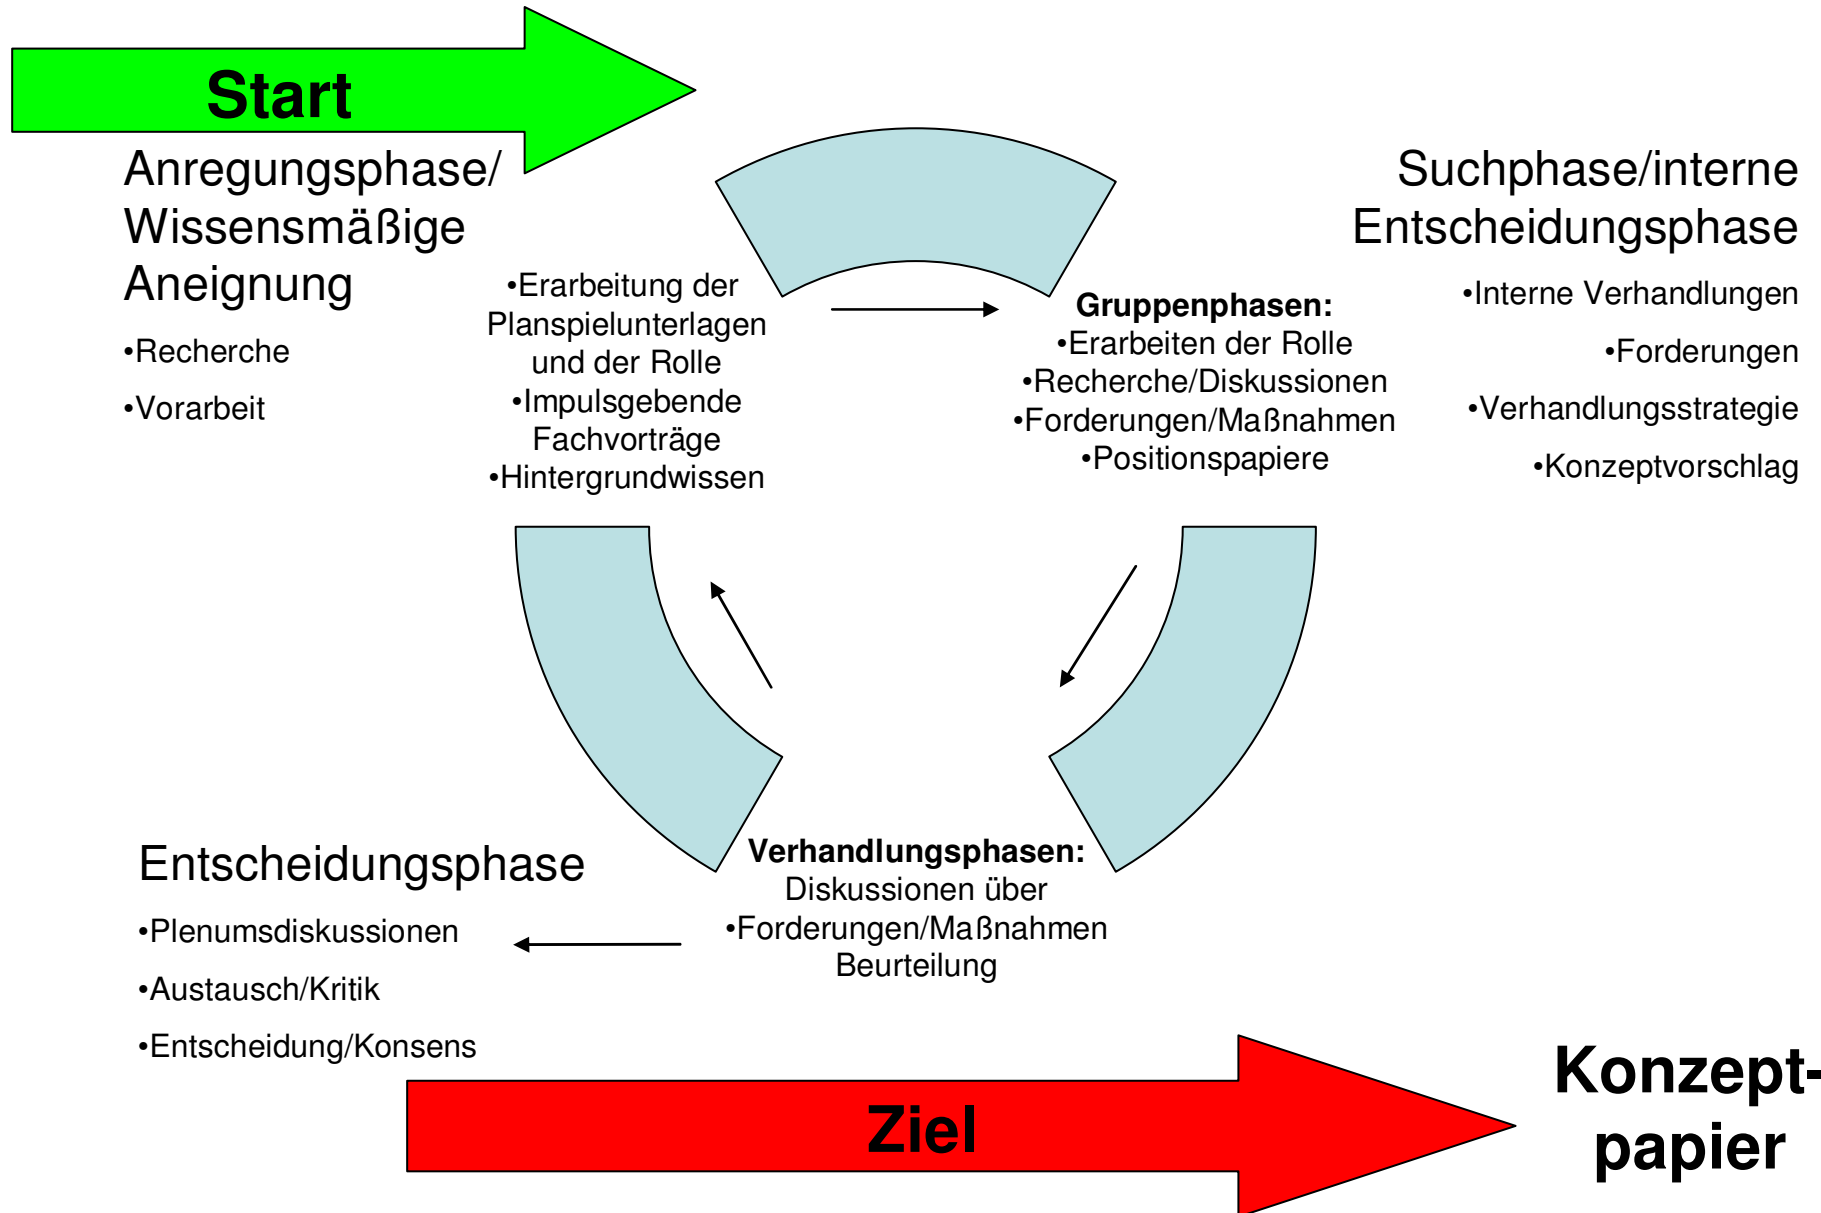 Start
Anregungsphase/
Wissensmäßige
Aneignung
•Recherche
•Vorarbeit
•Erarbeitung der
Planspielunterlagen
und der Rolle
•Impulsgebende
Fachvorträge
•Hintergrundwissen
Gruppenphasen:
•Erarbeiten der Rolle
•Recherche/Diskussionen
•Forderungen/Maßnahmen
•Positionspapiere
Suchphase/interne
Entscheidungsphase
•Interne Verhandlungen
•Forderungen
•Verhandlungsstrategie
•Konzeptvorschlag
Verhandlungsphasen:
Diskussionen über
•Forderungen/Maßnahmen
Beurteilung
Entscheidungsphase
•Plenumsdiskussionen
•Austausch/Kritik
•Entscheidung/Konsens
Ziel
Konzept-
papier